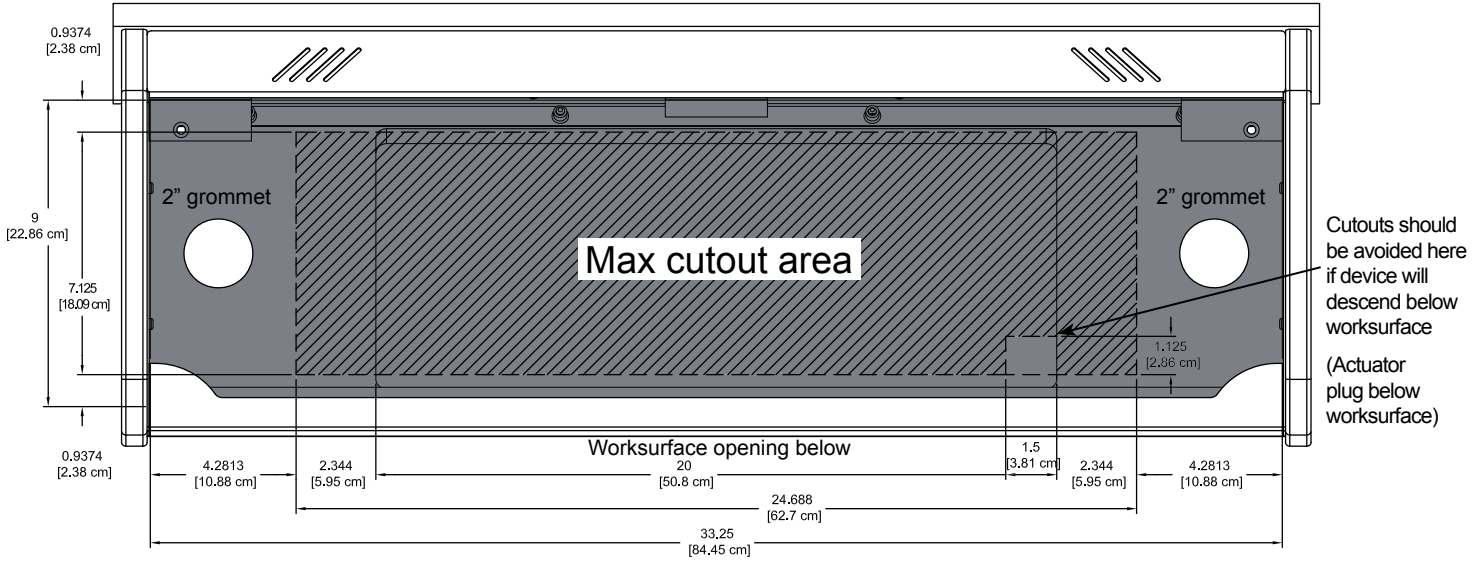 0.9374
[2.38 cm]
2” grommet
2” grommet
9
[22.86 cm]
Max cutout area
Cutouts should
be avoided here
if device will
descend below
worksurface
7.125
[18.09 cm]
1.125
[2.86 cm]
(Actuator
plug below
worksurface)
Worksurface opening below
0.9374
[2.38 cm]
4.2813
[10.88 cm]
2.344
[5.95 cm]
20
[50.8 cm]
1.5
[3.81 cm]
2.344
[5.95 cm]
4.2813
[10.88 cm]
24.688
[62.7 cm]
33.25
[84.45 cm]